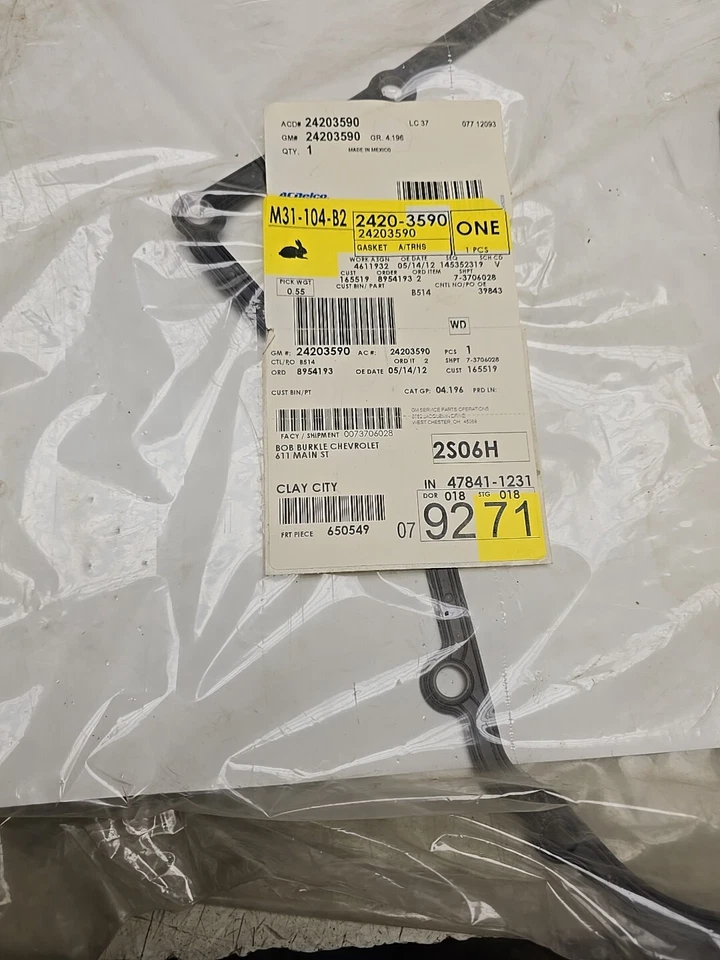 ACD# 24203590 LC 37 077 12093
GM# 24203590 GR. 4.196
QTY. 1 MADE IN MEXICO
ACDelco
M31-104-B2 2420-3590 ONE
24203590
GASKET A/TRNS 1 PCS
WORK ASGN OE DATE SEQ SCH CD
4611932 05/14/12 145352319 V
CUST ORDER ORD ITEM SHPT
PICK WGT 165519 8954193 2 7-3706028
0.55 CUST BIN/ PART CNTL NO/PO OE
B514 39843
WD
GM #: 24203590 AC #: 24203590 PCS 1
CTL/RO B514 ORD IT 2 SHPT 7-3706028
ORD 8954193 OE DATE 05/14/12 CUST 165519
CUST BIN/PT CAT GP: 04.196 PRD LN:
GM SERVICE PARTS OPERATIONS
WEST CHESTER, OH
FACY / SHIPMENT 0073706028
BOB BURKLE CHEVROLET 2S06H
611 MAIN ST
CLAY CITY IN 47841-1231
DOR 018 STG 018
FRT PIECE 650549 07 92 71